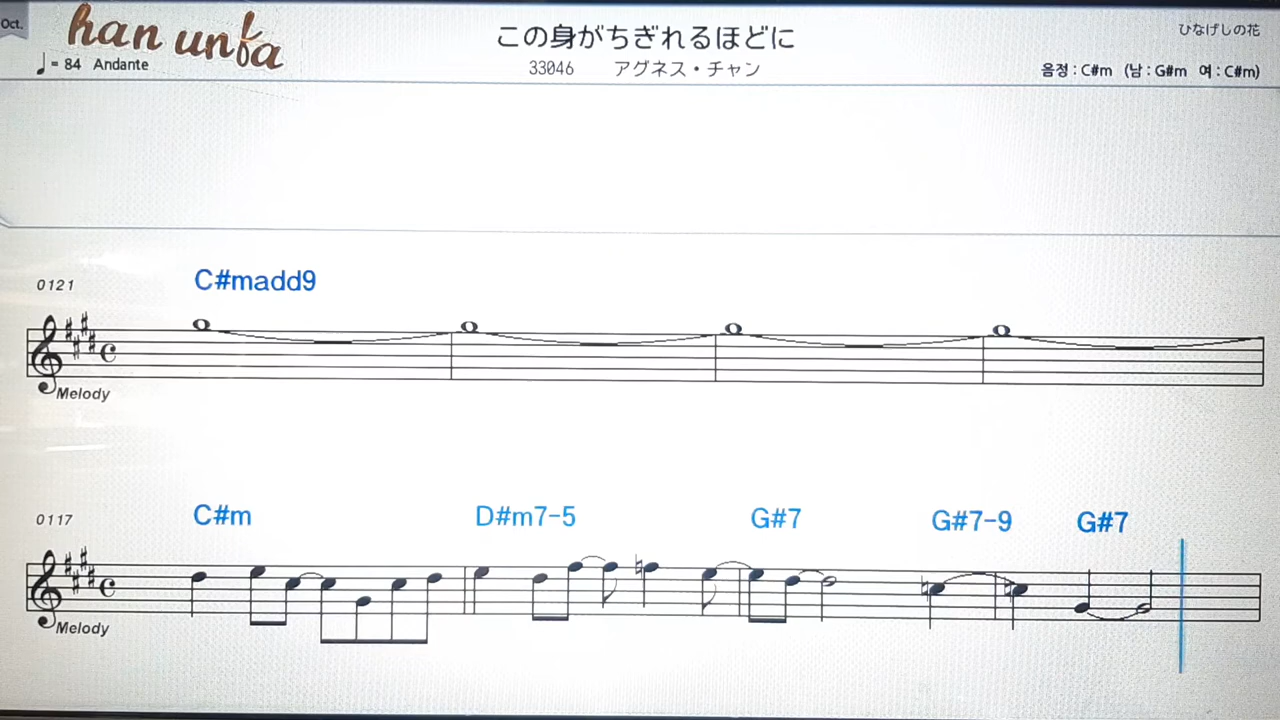 Oct.
han unfa
♩= 84 Andante
この身がちぎれるほどに
33046 アグネス・チャン
ひなげしの花
음정 : C#m (남 : G#m 여 : C#m)
0121
C#madd9
Melody
0117
C#m D#m7-5 G#7 G#7-9 G#7
Melody